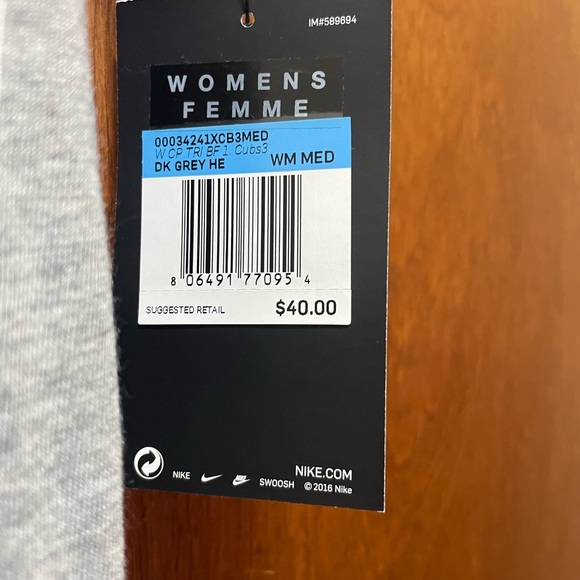 IM#589694
WOMENS
FEMME
00034241XCB3MED
W CP TRI BF 1. Cubs3
DK GREY HE WM MED
8 06491 77095 4
SUGGESTED RETAIL $40.00
NIKE.COM
NIKE SWOOSH © 2016 Nike